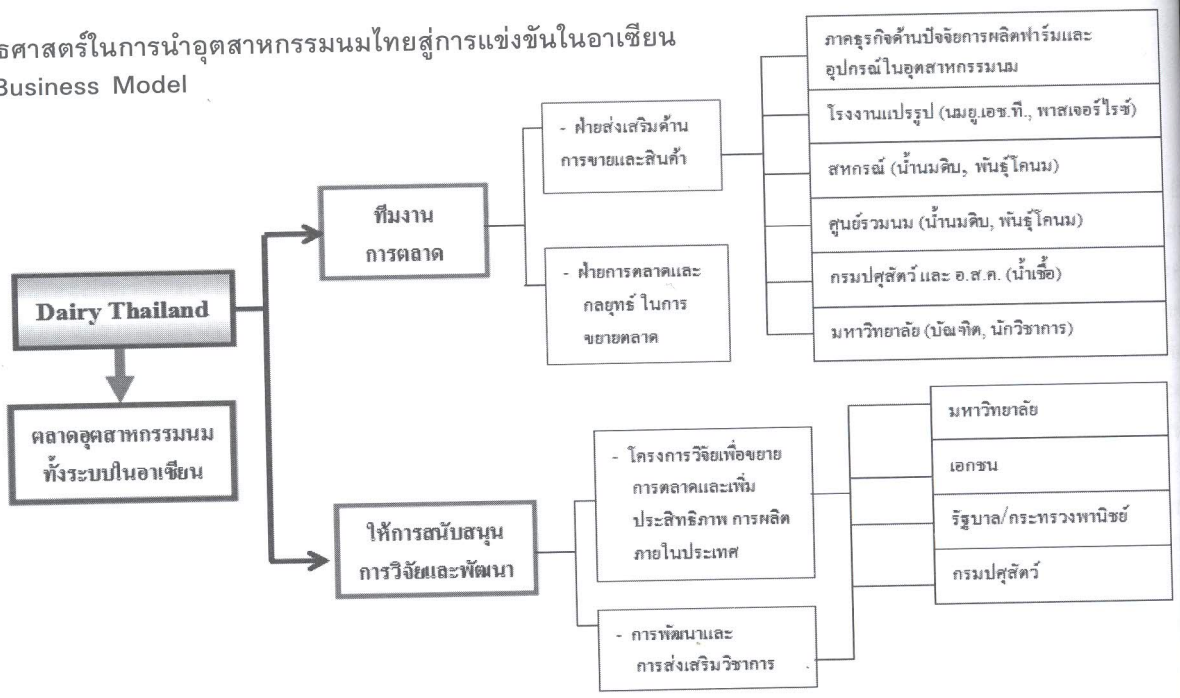 ธศาสตร์ในการนำอุตสาหกรรมนมไทยสู่การแข่งขันในอาเซียน
Business Model
Dairy Thailand
ตลาดอุตสาหกรรมนม
ทั้งระบบในอาเซียน
ทีมงาน
การตลาด
- ฝ่ายส่งเสริมด้าน
การขายและสินค้า
- ฝ่ายการตลาดและ
กลยุทธ์ ในการ
ขยายตลาด
ภาคธุรกิจด้านปัจจัยการผลิตฟาร์มและ
อุปกรณ์ในอุตสาหกรรมนม
โรงงานแปรรูป (นมยู.เอช.ที., พาสเจอร์ไรซ์)
สหกรณ์ (น้ำนมดิบ, พันธุ์โคนม)
ศูนย์รวมนม (น้ำนมดิบ, พันธุ์โคนม)
กรมปศุสัตว์ และ อ.ส.ค. (น้ำเชื้อ)
มหาวิทยาลัย (บัณฑิต, นักวิชาการ)
ให้การสนับสนุน
การวิจัยและพัฒนา
- โครงการวิจัยเพื่อขยาย
การตลาดและเพิ่ม
ประสิทธิภาพ การผลิต
ภายในประเทศ
- การพัฒนาและ
การส่งเสริมวิชาการ
มหาวิทยาลัย
เอกชน
รัฐบาล/กระทรวงพานิชย์
กรมปศุสัตว์